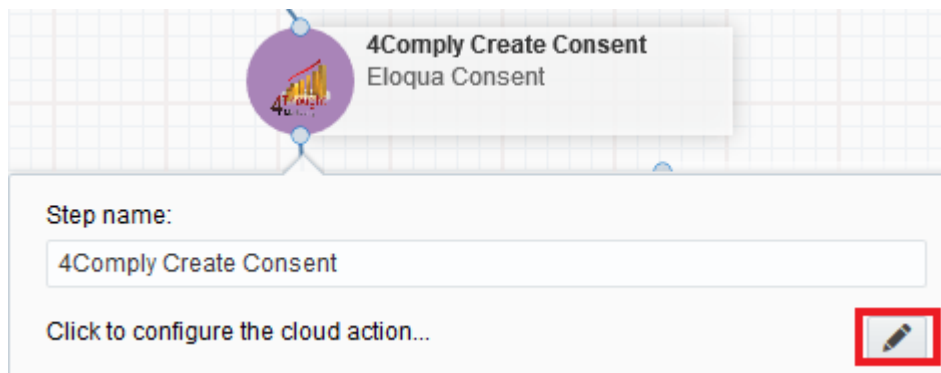 4Comply Create Consent
Eloqua Consent
Step name:
4Comply Create Consent
Click to configure the cloud action...